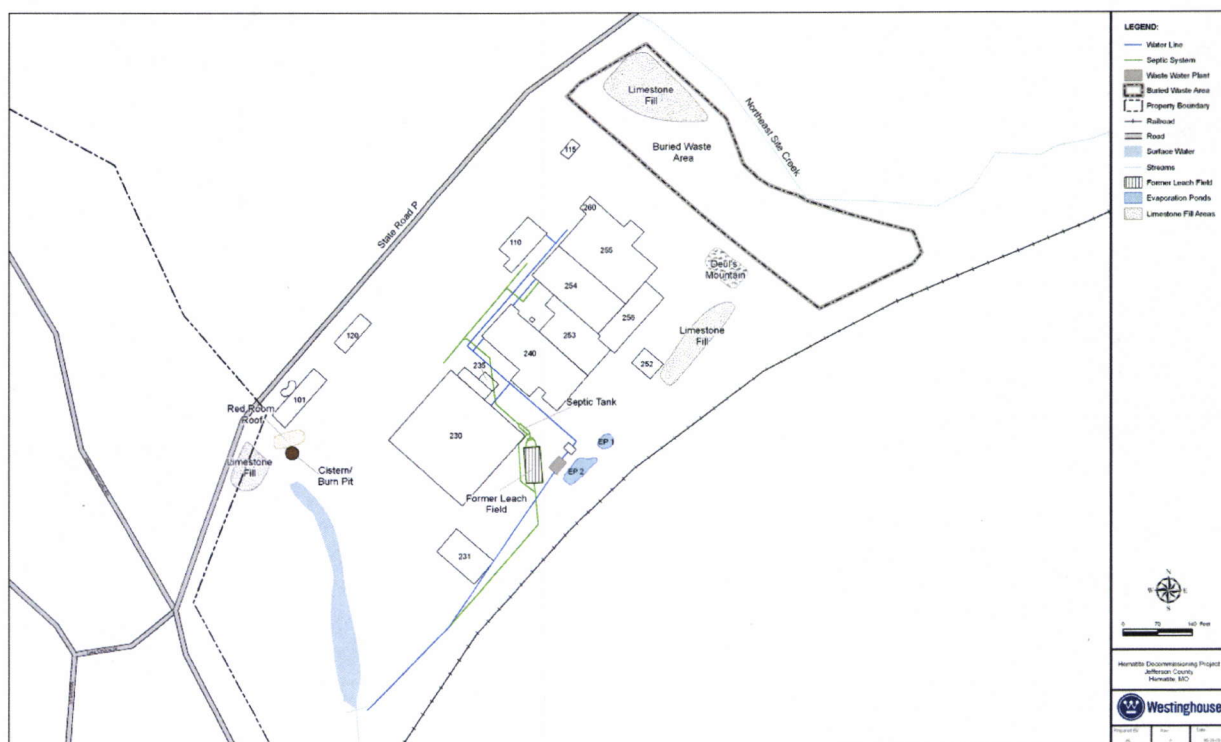 Limestone
Fill
Northeast Site Creek
Buried Waste
Area
115
State Road P
260
110
255
254
Deul's
Mountain
256
253
Limestone
Fill
120
240
252
235
101
Septic Tank
Red Room
Roof
230
EP 1
Limestone
Fill
Cistern/
Burn Pit
EP 2
Former Leach
Field
231
LEGEND:
Water Line
Septic System
Waste Water Plant
Buried Waste Area
Property Boundary
Railroad
Road
Surface Water
Streams
Former Leach Field
Evaporation Ponds
Limestone Fill Areas
N
W
E
S
0 70 140 Feet
Hematite Decommissioning Project
Jefferson County
Hematite, MO
Westinghouse
Prepared By
Date